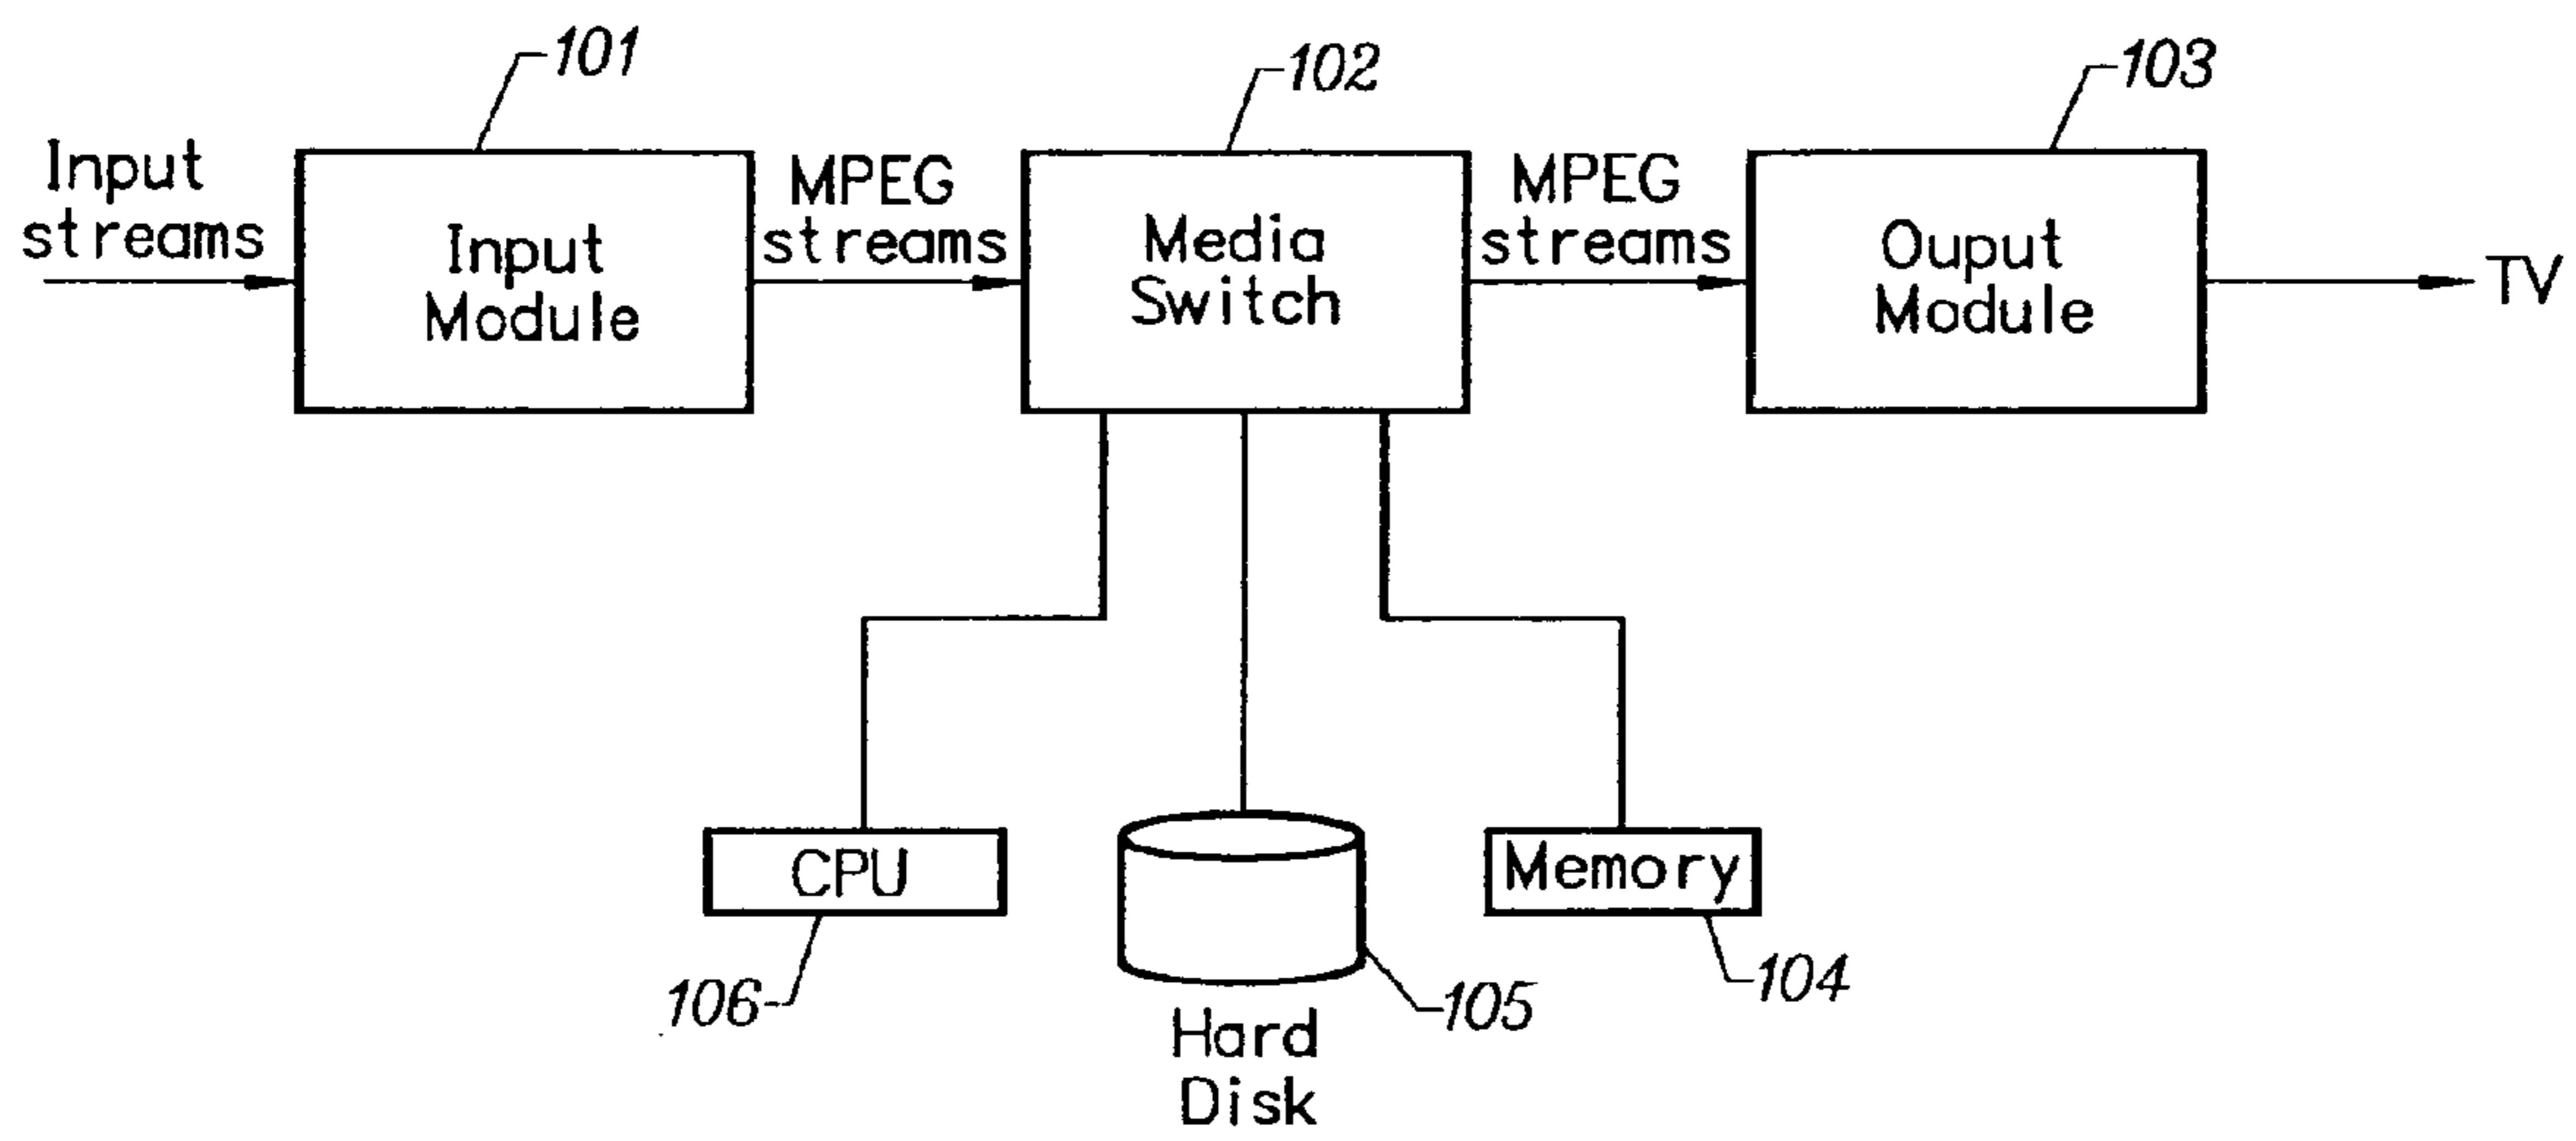 101
102
103
Input
streams
Input
Module
MPEG
streams
Media
Switch
MPEG
streams
Ouput
Module
TV
CPU
Memory
106
105
104
Hard
Disk